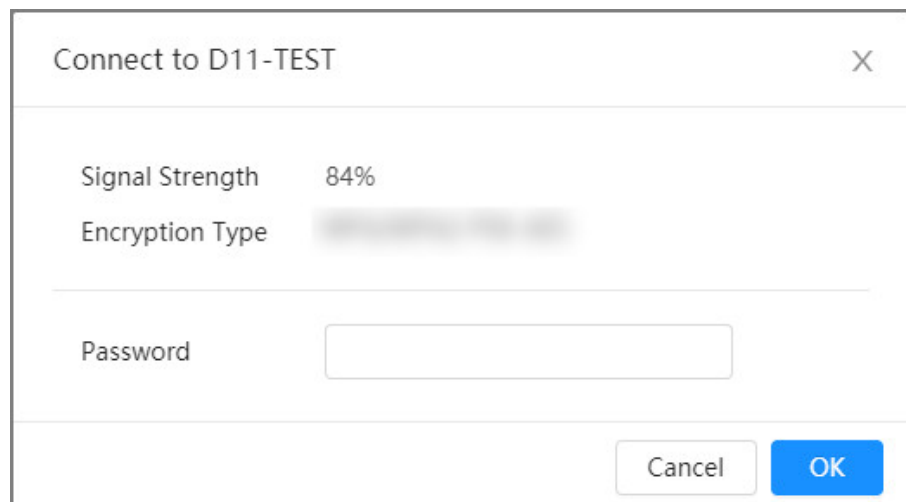 Connect to D11-TEST X
Signal Strength 84%
Encryption Type
Password
Cancel OK